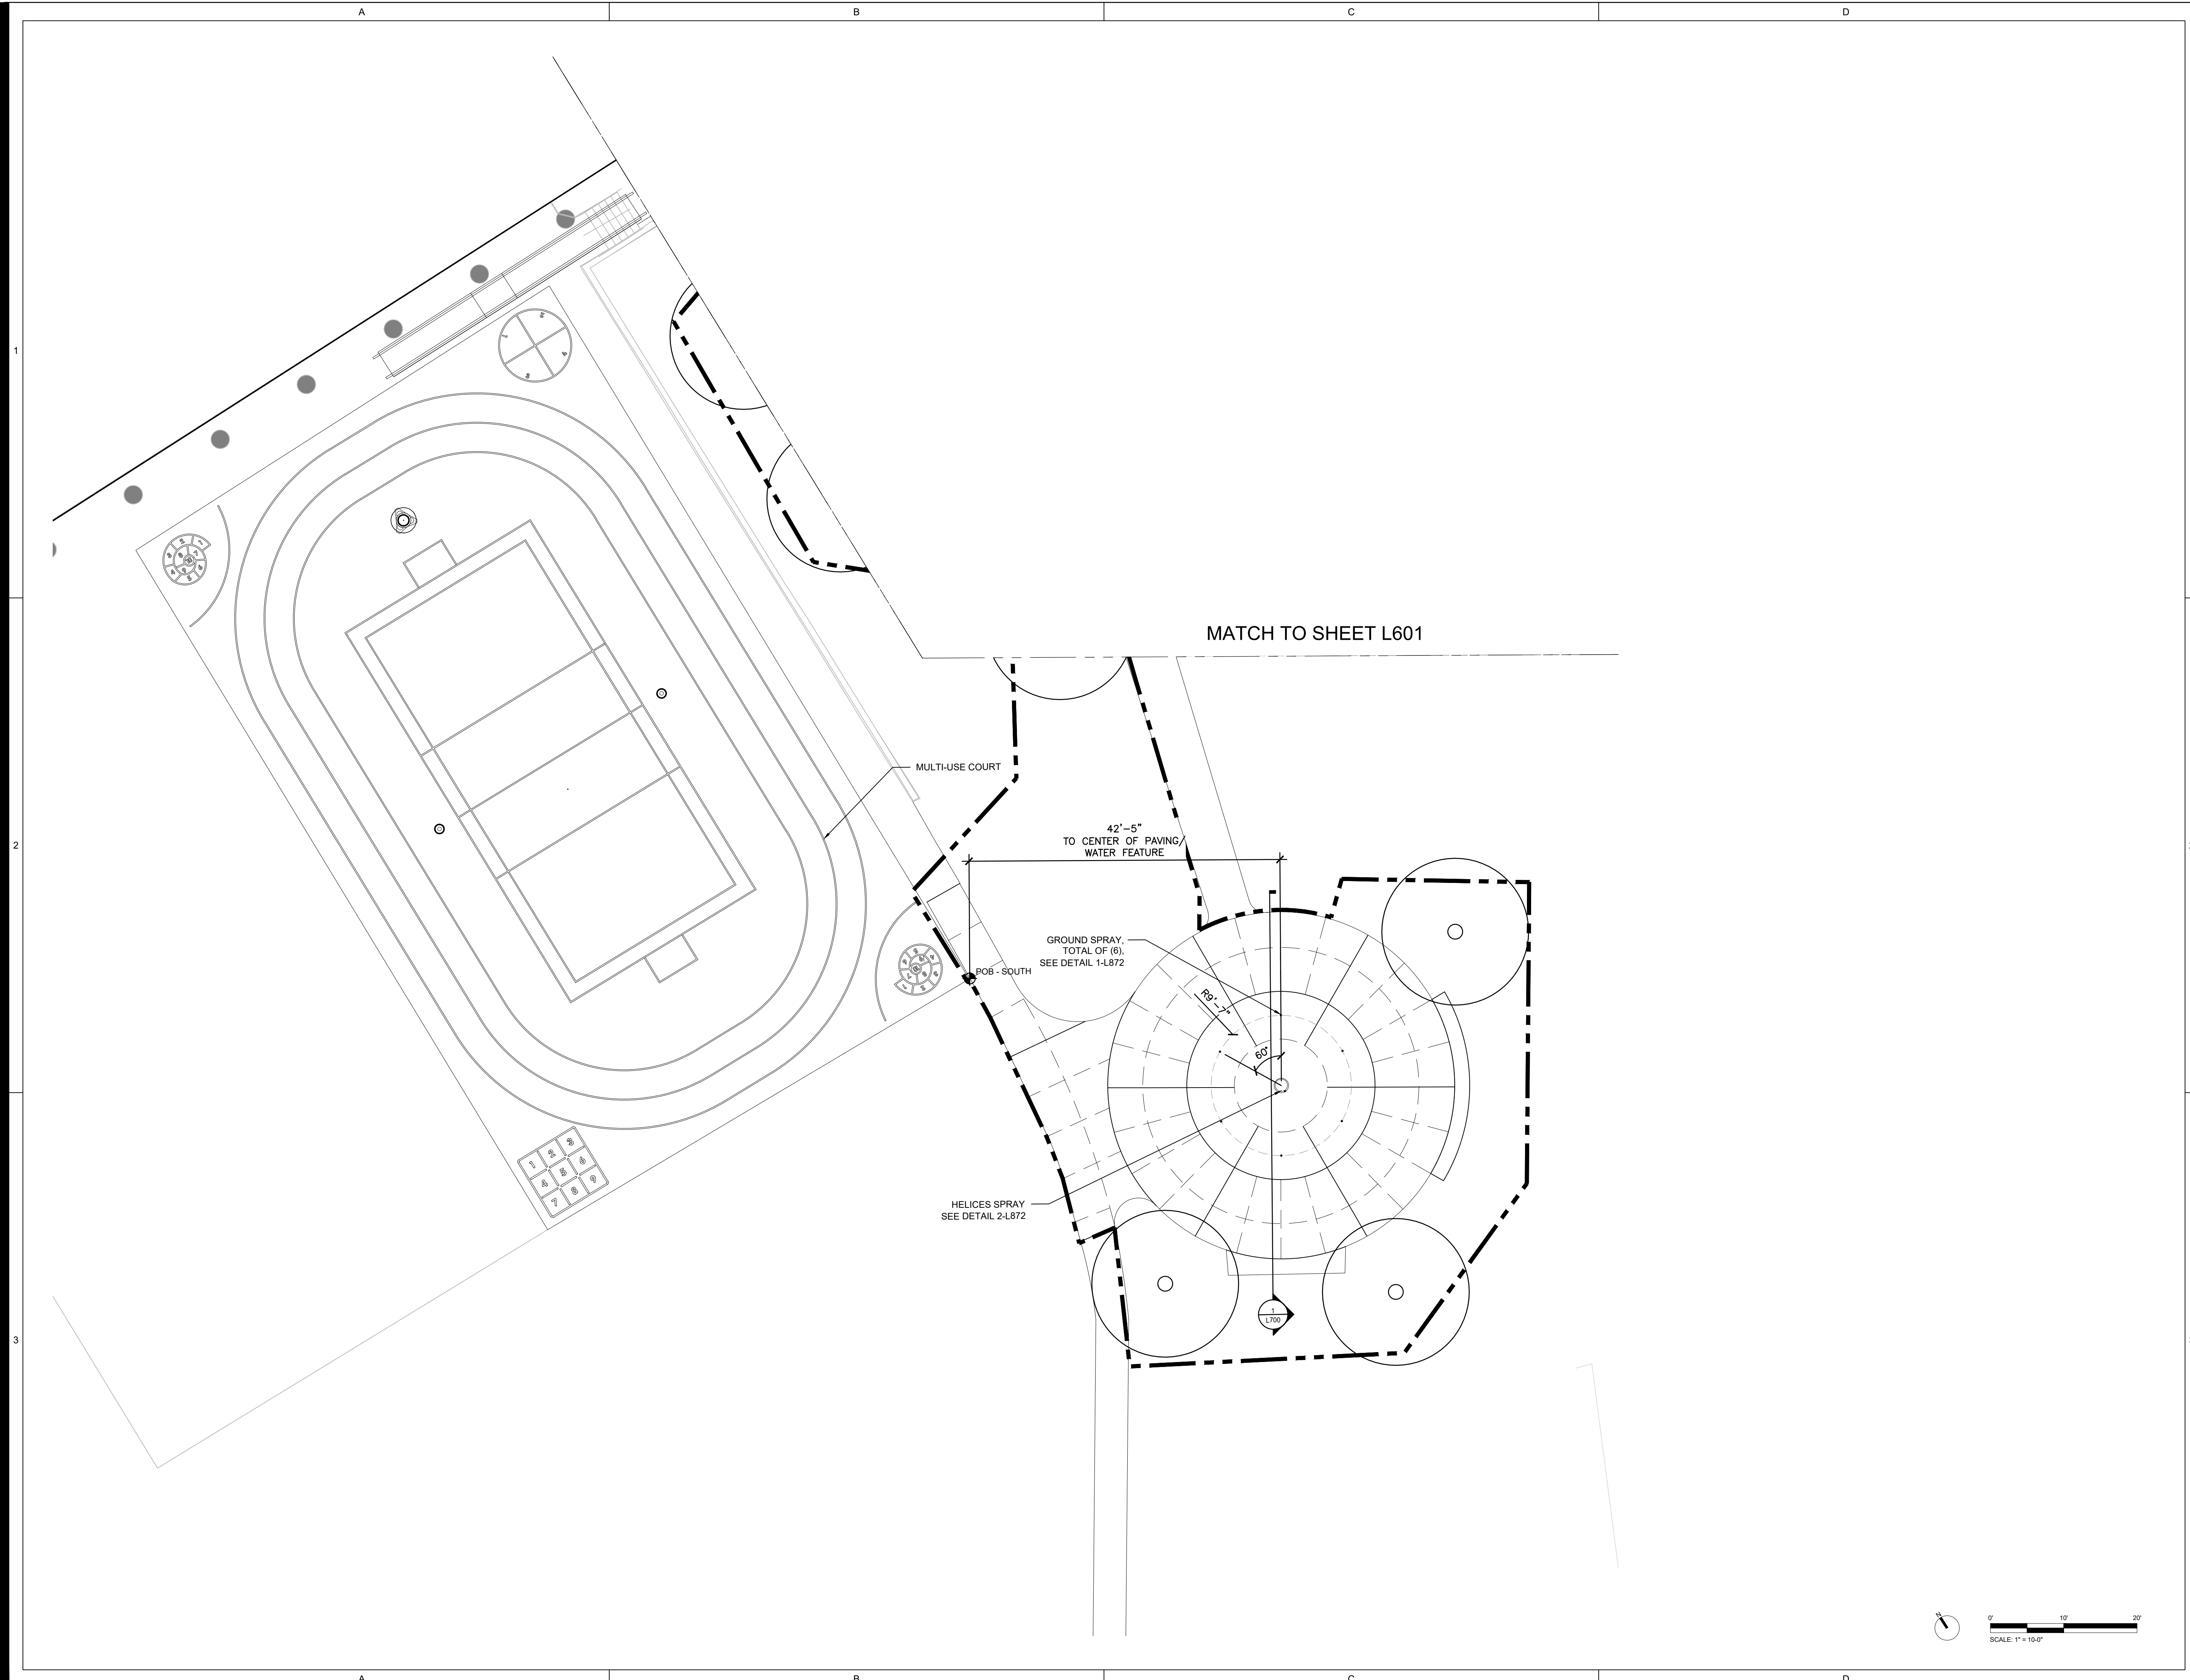 A
B
C
D
1
MATCH TO SHEET L601
MULTI-USE COURT
42'-5"
TO CENTER OF PAVING/
WATER FEATURE
2
GROUND SPRAY,
TOTAL OF (6),
SEE DETAIL 1-L872
POB - SOUTH
R9'-7"
60°
1 2 3
4 5 6
7 8 9
HELICES SPRAY
SEE DETAIL 2-L872
1
L700
3
N
0' 10' 20'
SCALE: 1" = 10-0"
A
B
C
D